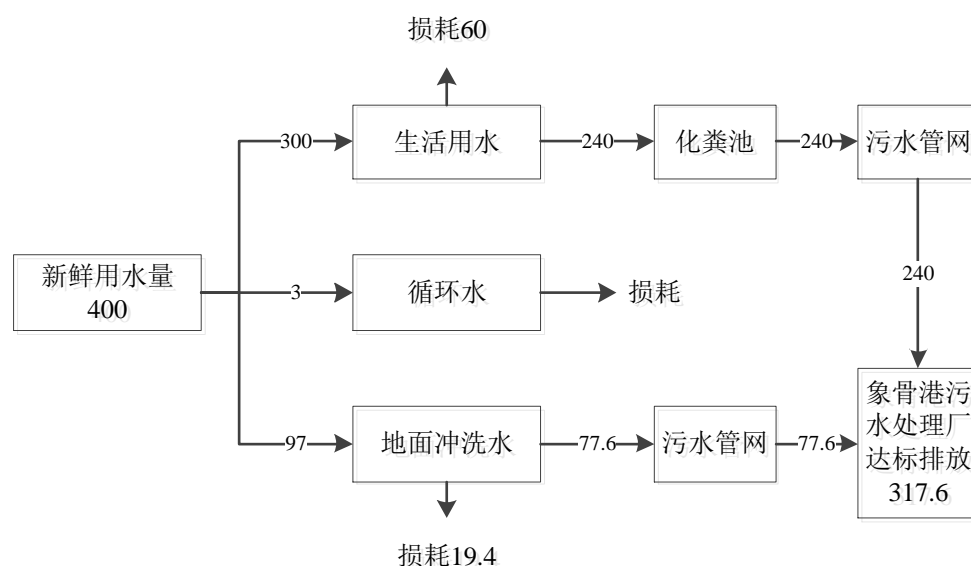 损耗60
300
生活用水
240
化粪池
240
污水管网
240
新鲜用水量
400
3
循环水
损耗
97
地面冲洗水
77.6
污水管网
77.6
象骨港污
水处理厂
达标排放
317.6
损耗19.4